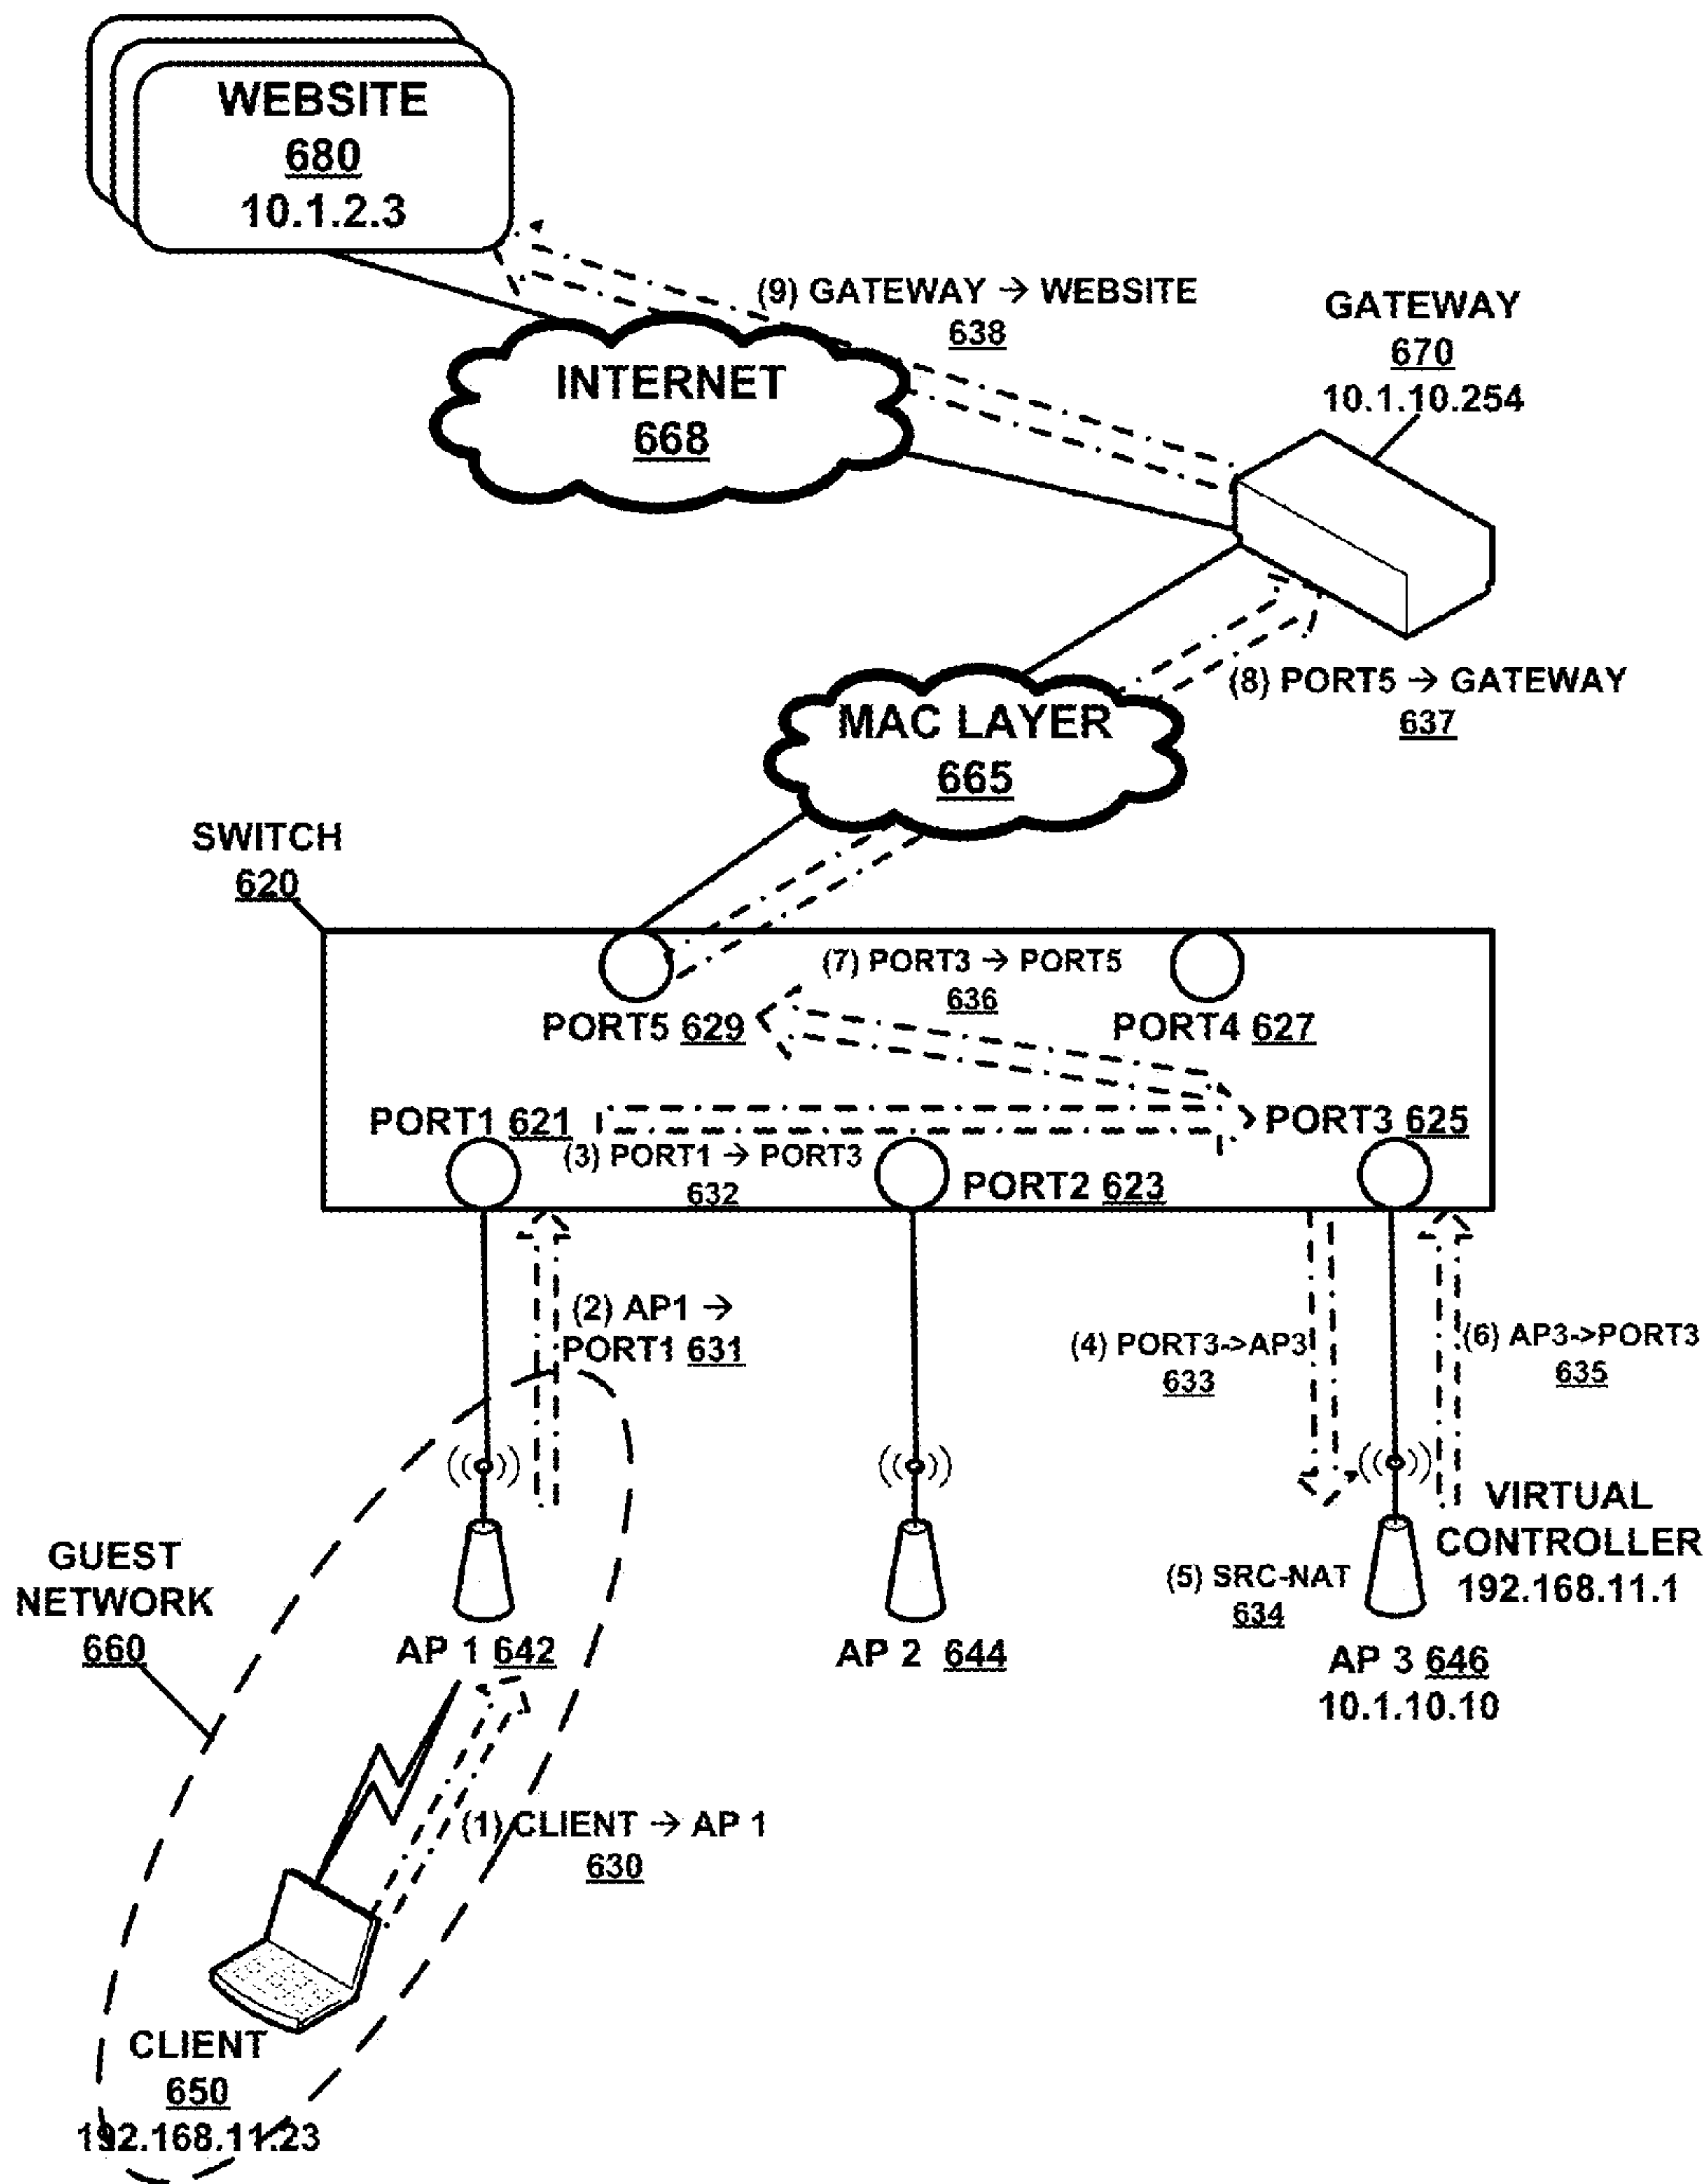 WEBSITE
680
10.1.2.3
(9) GATEWAY → WEBSITE
638
GATEWAY
670
10.1.10.254
INTERNET
668
(8) PORT5 → GATEWAY
637
MAC LAYER
665
SWITCH
620
(7) PORT3 → PORT5
636
PORT5 629
PORT4 627
PORT1 621
PORT3 625
(3) PORT1 → PORT3
632
PORT2 623
(2) AP1 →
PORT1 631
(4) PORT3->AP3
633
(6) AP3->PORT3
635
VIRTUAL
CONTROLLER
192.168.11.1
(5) SRC-NAT
634
GUEST
NETWORK
660
AP 1 642
AP 2 644
AP 3 646
10.1.10.10
(1) CLIENT → AP 1
630
CLIENT
650
192.168.11.23